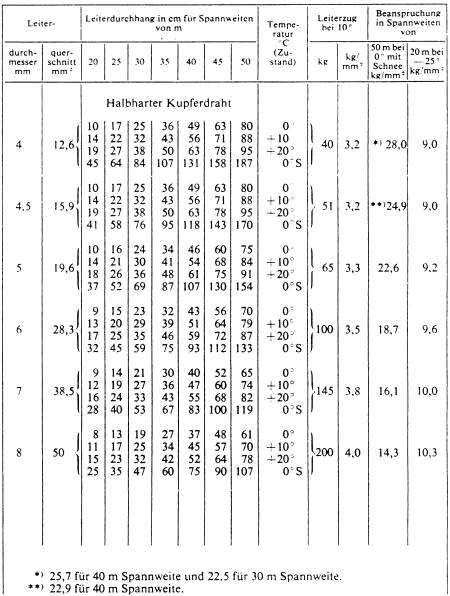 Leiter- Leiterdurchhang in cm für Spannweiten von m Tempe- ratur °C (Zu- stand) Leiterzug bei 10° Beanspruchung in Spannweiten von
durch- messer mm quer- schnitt mm² 20 25 30 35 40 45 50 kg kg/ mm² 50 m bei 0° mit Schnee kg/mm² 20 m bei —25° kg/mm²
Halbharter Kupferdraht
10 17 25 36 49 63 80 0°
4 12,6 14 22 32 43 56 71 88 +10 40 3,2 *) 28,0 9,0
19 27 38 50 63 78 95 +20°
45 64 84 107 131 158 187 0°S
10 17 25 36 49 63 80 0
4,5 15,9 14 22 32 43 56 71 88 +10° 51 3,2 **)24,9 9,0
19 27 38 50 63 78 95 +20°
41 58 76 95 118 143 170 0°S
10 16 24 34 46 60 75 0°
5 19,6 14 21 30 41 54 68 84 +10° 65 3,3 22,6 9,2
18 26 36 48 61 75 91 +20°
37 52 69 87 107 130 154 0°S
9 15 23 32 43 56 70 0°
6 28,3 13 20 29 39 51 64 79 +10° 100 3,5 18,7 9,6
17 25 35 46 59 72 87 +20°
32 45 59 75 93 112 133 0°S
9 14 21 30 40 52 65 0°
7 38,5 12 19 27 36 47 60 74 +10° 145 3,8 16,1 10,0
16 24 33 43 55 68 82 +20°
28 40 53 67 83 100 119 0°S
8 13 19 27 37 48 61 0°
8 50 11 17 25 34 45 57 70 +10° 200 4,0 14,3 10,3
15 23 32 42 52 64 78 +20°
25 35 47 60 75 90 107 0°S
*) 25,7 für 40 m Spannweite und 22,5 für 30 m Spannweite.
**) 22,9 für 40 m Spannweite.